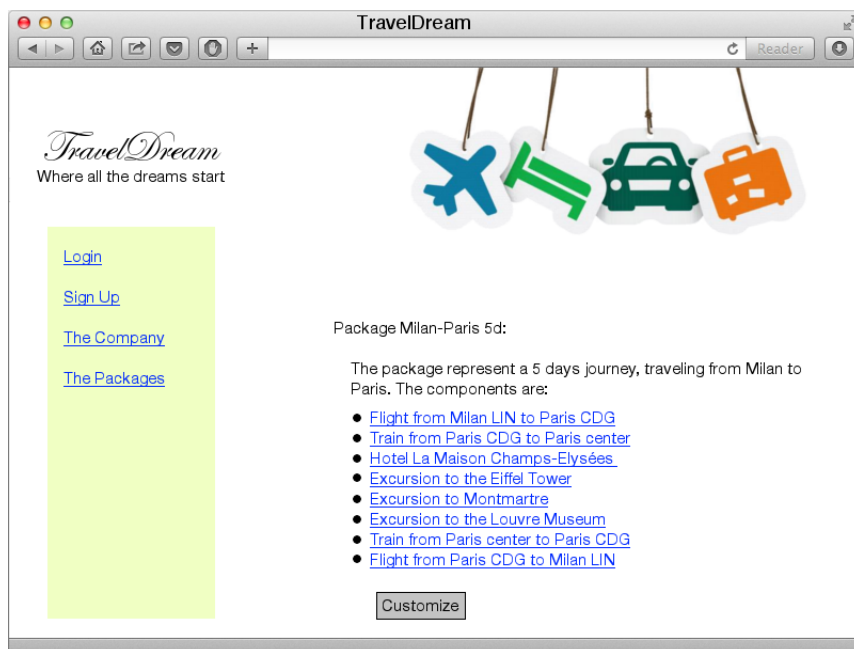 TravelDream
Reader
TravelDream
Where all the dreams start
Login
Sign Up
The Company
The Packages
Package Milan-Paris 5d:
The package represent a 5 days journey, traveling from Milan to
Paris. The components are:
Flight from Milan LIN to Paris CDG
Train from Paris CDG to Paris center
Hotel La Maison Champs-Elysées
Excursion to the Eiffel Tower
Excursion to Montmartre
Excursion to the Louvre Museum
Train from Paris center to Paris CDG
Flight from Paris CDG to Milan LIN
Customize